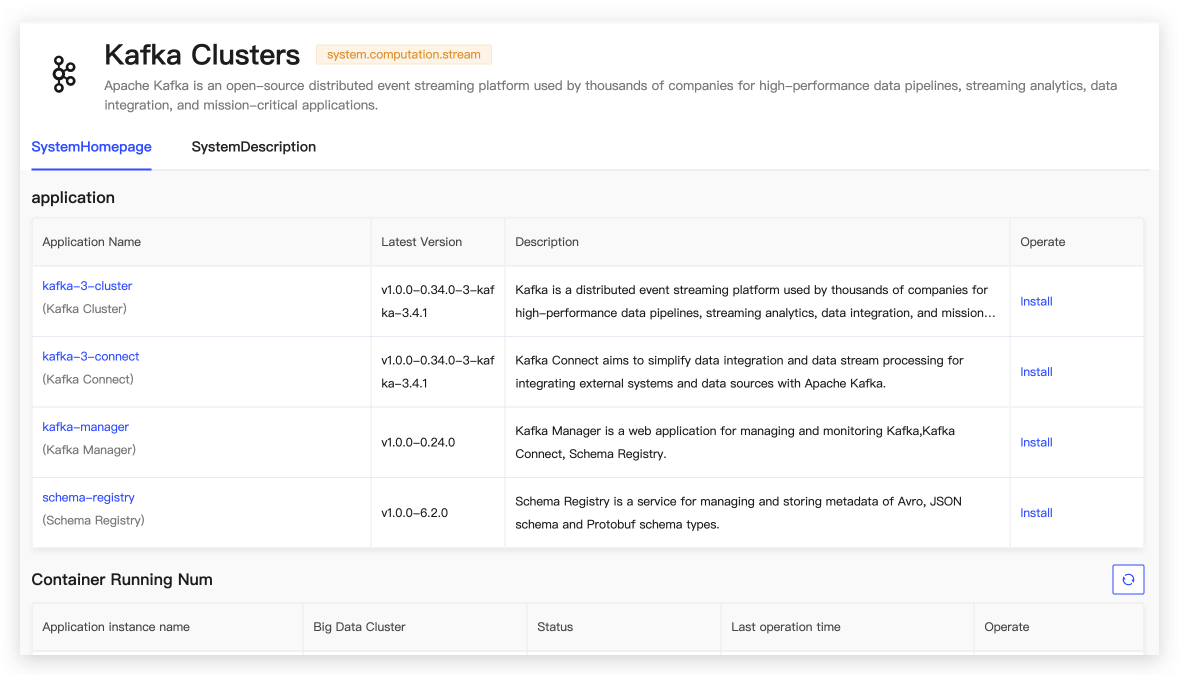 Kafka Clusters system.computation.stream
Apache Kafka is an open-source distributed event streaming platform used by thousands of companies for high-performance data pipelines, streaming analytics, data
integration, and mission-critical applications.
SystemHomepage SystemDescription
application
Application Name Latest Version Description Operate
kafka-3-cluster
(Kafka Cluster)
v1.0.0-0.34.0-3-kaf
ka-3.4.1
Kafka is a distributed event streaming platform used by thousands of companies for
high-performance data pipelines, streaming analytics, data integration, and mission...
Install
kafka-3-connect
(Kafka Connect)
v1.0.0-0.34.0-3-kaf
ka-3.4.1
Kafka Connect aims to simplify data integration and data stream processing for
integrating external systems and data sources with Apache Kafka.
Install
kafka-manager
(Kafka Manager)
v1.0.0-0.24.0
Kafka Manager is a web application for managing and monitoring Kafka,Kafka
Connect, Schema Registry.
Install
schema-registry
(Schema Registry)
v1.0.0-6.2.0
Schema Registry is a service for managing and storing metadata of Avro, JSON
schema and Protobuf schema types.
Install
Container Running Num
Application instance name Big Data Cluster Status Last operation time Operate